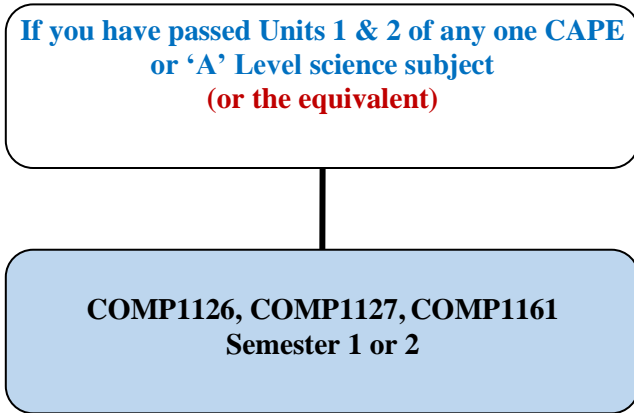 If you have passed Units 1 & 2 of any one CAPE
or ‘A’ Level science subject
(or the equivalent)
COMP1126, COMP1127, COMP1161
Semester 1 or 2